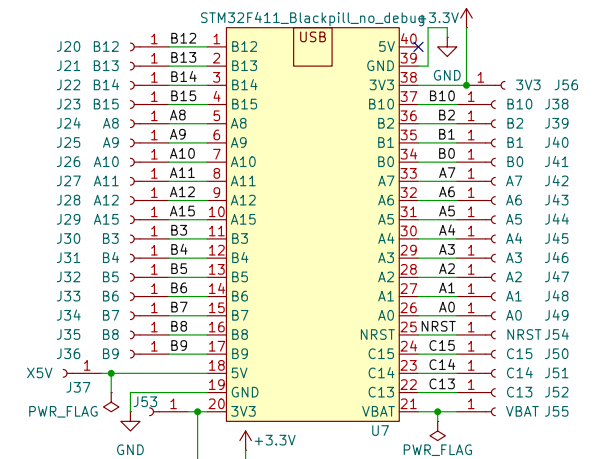 STM32F411_Blackpill_no_debug +3.3V
USB
J20 B12 1 B12 1 B12 5V 40
J21 B13 1 B13 2 B13 GND 39 GND
J22 B14 1 B14 3 B14 3V3 38 1 3V3 J56
J23 B15 1 B15 4 B15 B10 37 B10 1 B10 J38
J24 A8 1 A8 5 A8 B2 36 B2 1 B2 J39
J25 A9 1 A9 6 A9 B1 35 B1 1 B1 J40
J26 A10 1 A10 7 A10 B0 34 B0 1 B0 J41
J27 A11 1 A11 8 A11 A7 33 A7 1 A7 J42
J28 A12 1 A12 9 A12 A6 32 A6 1 A6 J43
J29 A15 1 A15 10 A15 A5 31 A5 1 A5 J44
J30 B3 1 B3 11 B3 A4 30 A4 1 A4 J45
J31 B4 1 B4 12 B4 A3 29 A3 1 A3 J46
J32 B5 1 B5 13 B5 A2 28 A2 1 A2 J47
J33 B6 1 B6 14 B6 A1 27 A1 1 A1 J48
J34 B7 1 B7 15 B7 A0 26 A0 1 A0 J49
J35 B8 1 B8 16 B8 NRST 25 NRST 1 NRST J54
J36 B9 1 B9 17 B9 C15 24 C15 1 C15 J50
X5V 1 18 5V C14 23 C14 1 C14 J51
J37 19 GND C13 22 C13 1 C13 J52
PWR_FLAG J53 1 20 3V3 VBAT 21 1 VBAT J55
U7
GND +3.3V PWR_FLAG